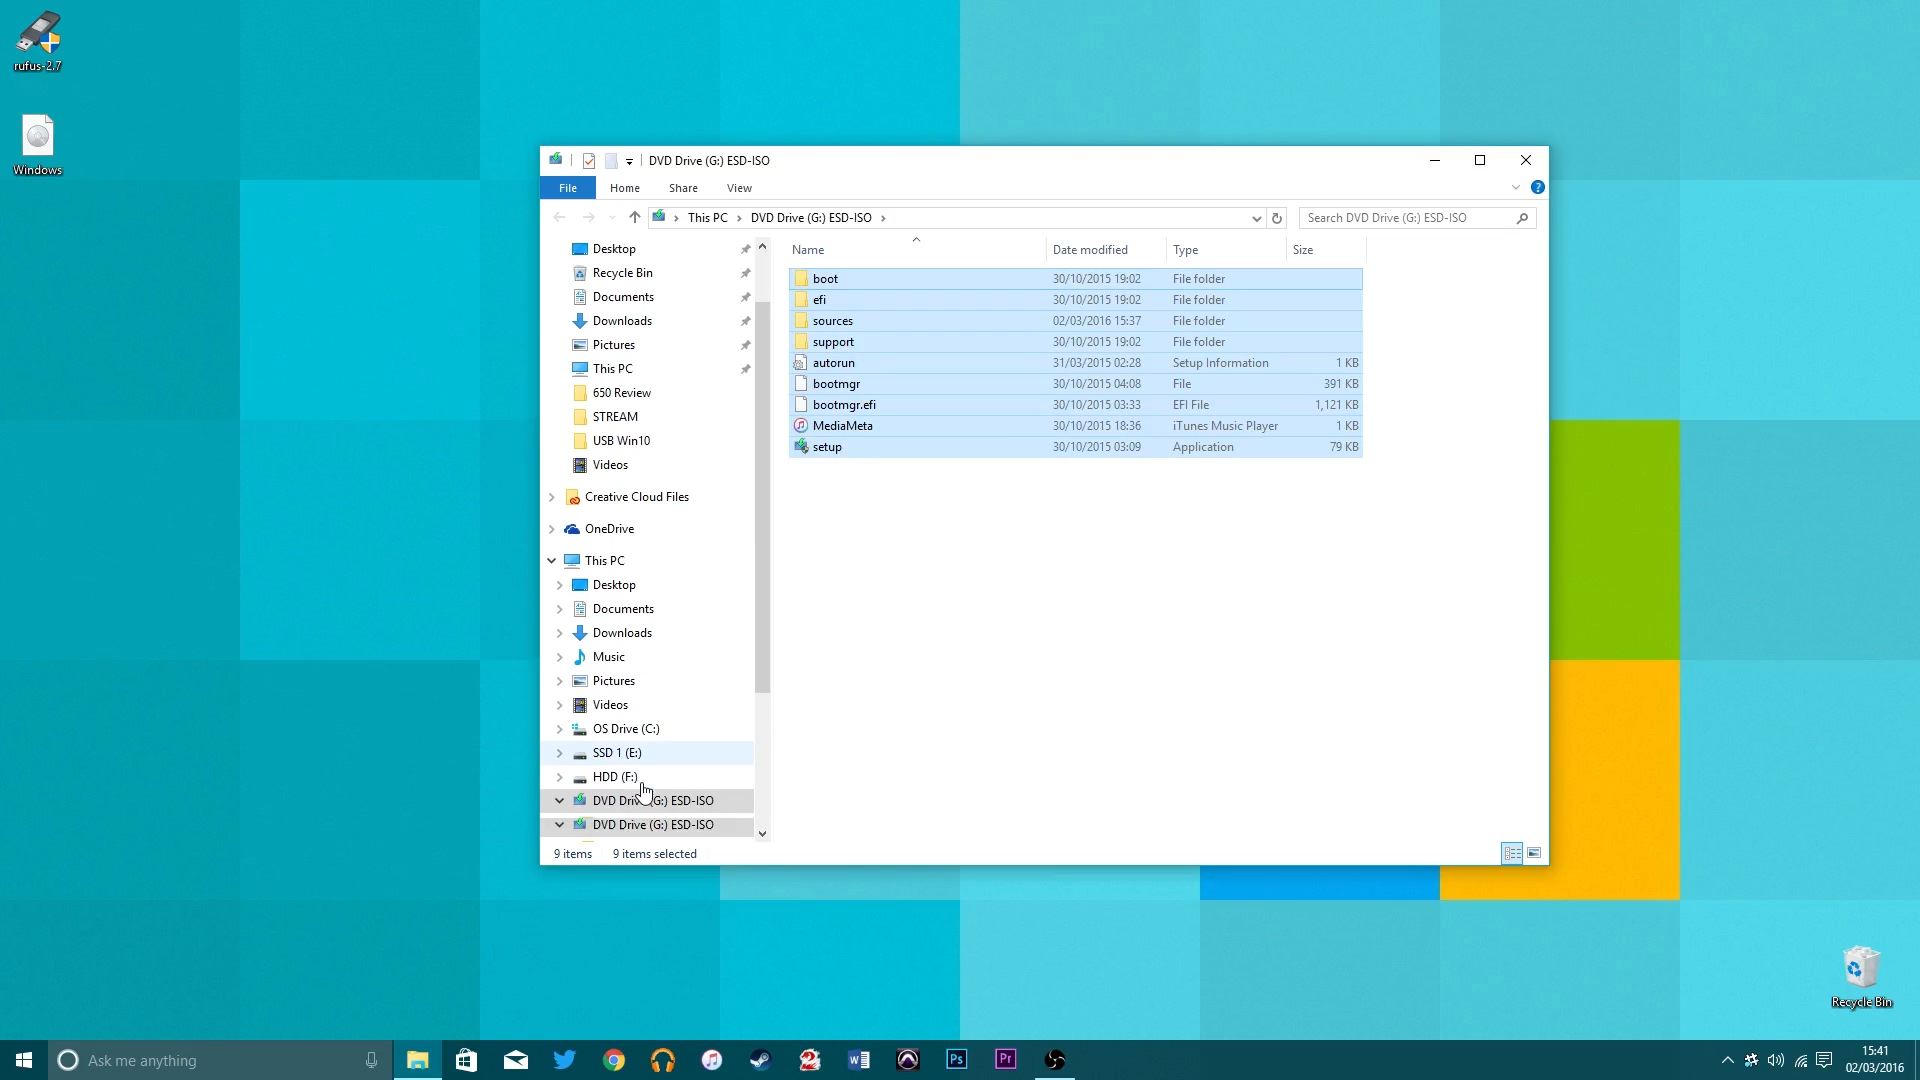 rufus-2.7
Windows
DVD Drive (G:) ESD-ISO
File Home Share View
This PC DVD Drive (G:) ESD-ISO
Search DVD Drive (G:) ESD-ISO
Name Date modified Type Size
Desktop
Recycle Bin
Documents
Downloads
Pictures
This PC
650 Review
STREAM
USB Win10
Videos
Creative Cloud Files
OneDrive
This PC
Desktop
Documents
Downloads
Music
Pictures
Videos
OS Drive (C:)
SSD 1 (E:)
HDD (F:)
DVD Drive (G:) ESD-ISO
DVD Drive (G:) ESD-ISO
boot 30/10/2015 19:02 File folder
efi 30/10/2015 19:02 File folder
sources 02/03/2016 15:37 File folder
support 30/10/2015 19:02 File folder
autorun 31/03/2015 02:28 Setup Information 1 KB
bootmgr 30/10/2015 04:08 File 391 KB
bootmgr.efi 30/10/2015 03:33 EFI File 1,121 KB
MediaMeta 30/10/2015 18:36 iTunes Music Player 1 KB
setup 30/10/2015 03:09 Application 79 KB
9 items 9 items selected
Recycle Bin
Ask me anything
Ps
Pr
15:41
02/03/2016